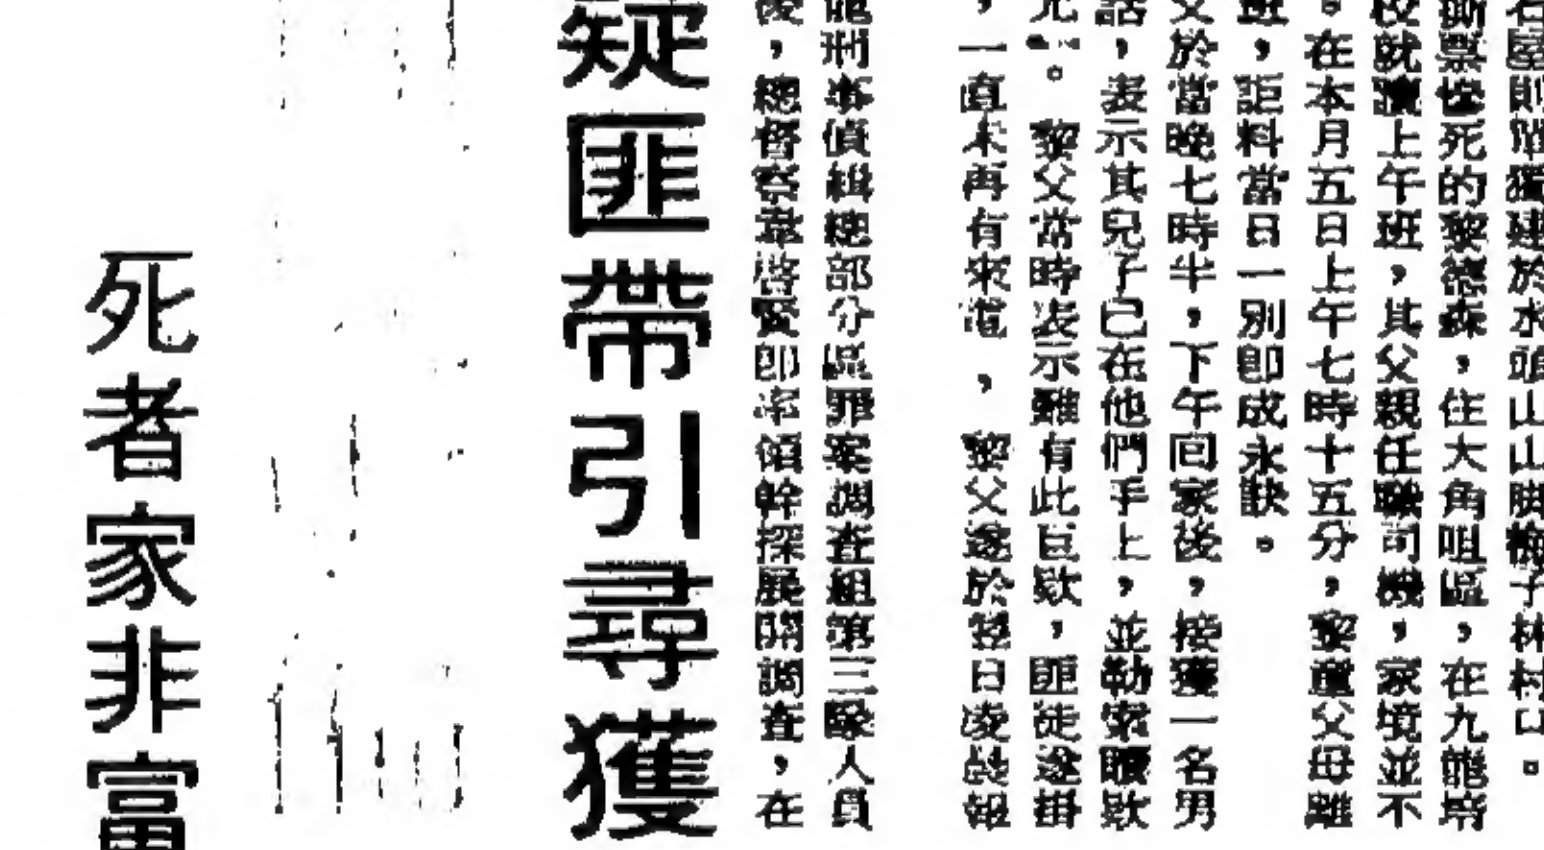 石屋則單獨建於水頭山山脚梅子林村口。
撕票慘死的黎德森，住大角咀區，在九龍培
校就讀上午班，其父親任職司機，家境並不
。在本月五日上午七時十五分，黎童父母離
班，詎料當日一別卽成永訣。
父於當晚七時半，下午回家後，接獲一名男
話，表示其兒子已在他們手上，並勒索贖款
元 。黎父當時表示難有此巨款，匪徒遂掛
，一直未再有來電，黎父遂於翌日凌晨報
龍刑事偵緝總部分區罪案調查組第三隊人員
後，總督察韋啓賢卽率領幹探展開調查，在
疑匪帶引尋獲
死者家非富